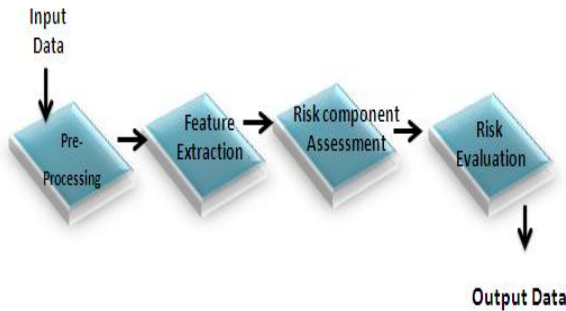 Input
Data
Pre-
Processing
Feature
Extraction
Risk component
Assessment
Risk
Evaluation
Output Data